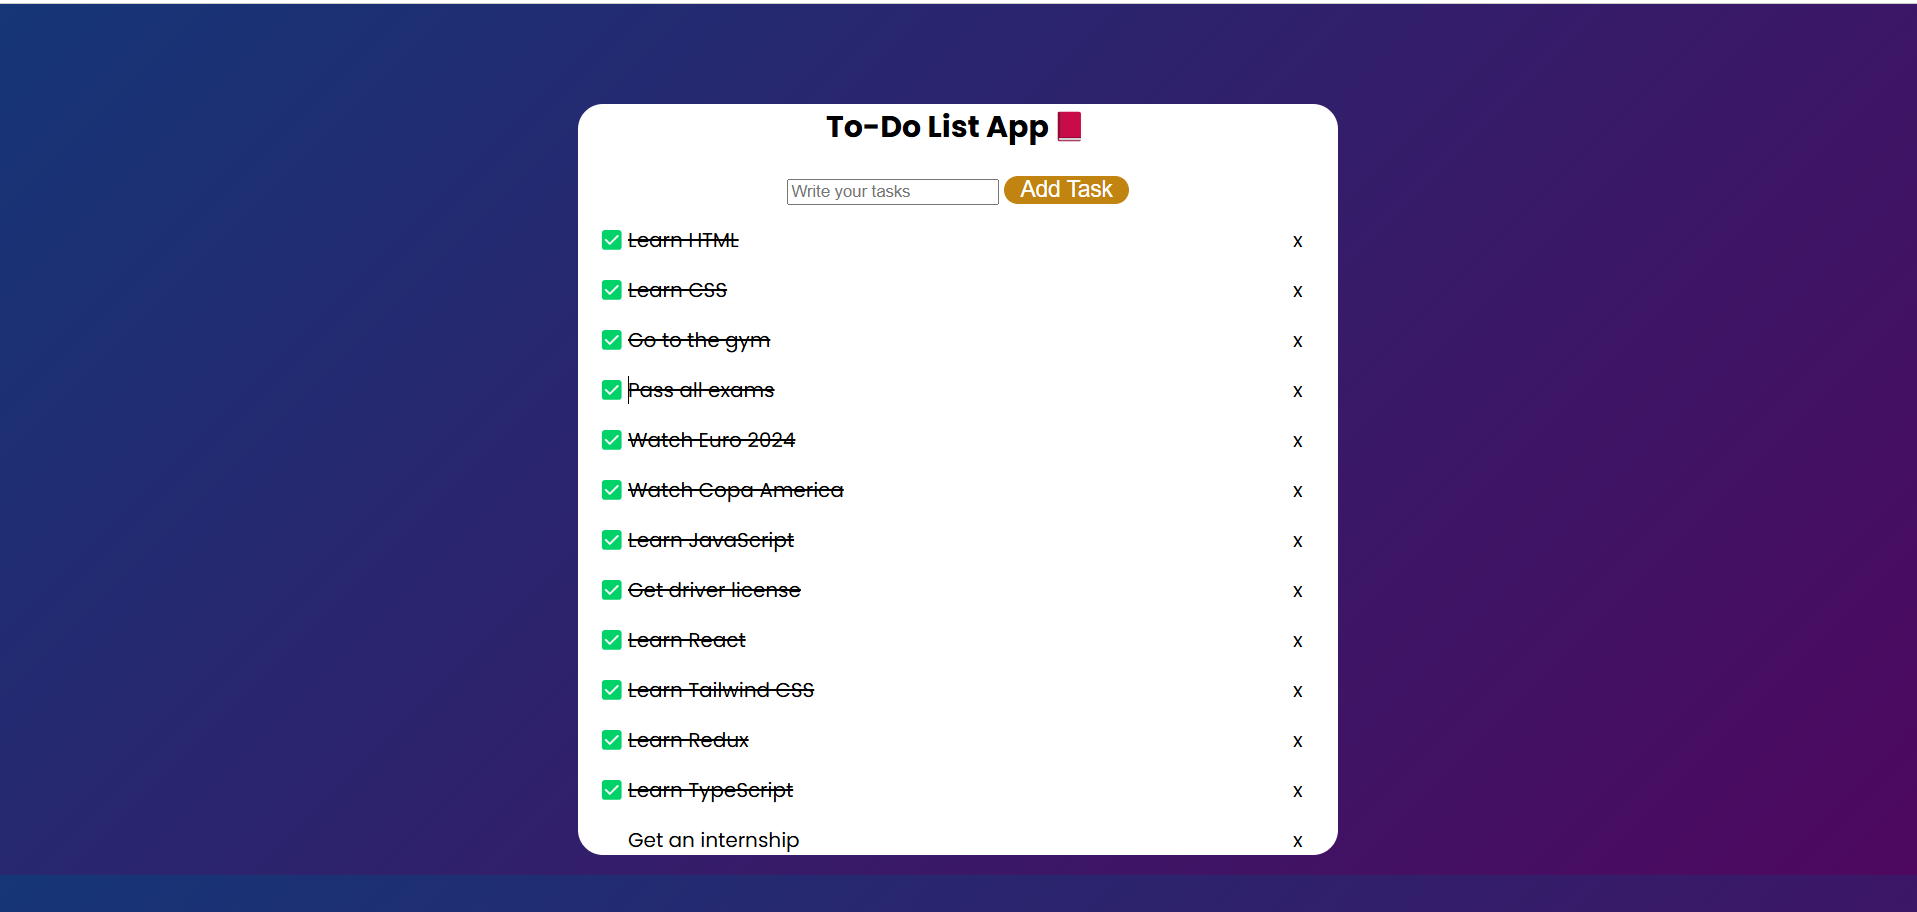 To-Do List App
Write your tasks Add Task
Learn HTML x
Learn CSS x
Go to the gym x
Pass all exams x
Watch Euro 2024 x
Watch Copa America x
Learn JavaScript x
Get driver license x
Learn React x
Learn Tailwind CSS x
Learn Redux x
Learn TypeScript x
Get an internship x